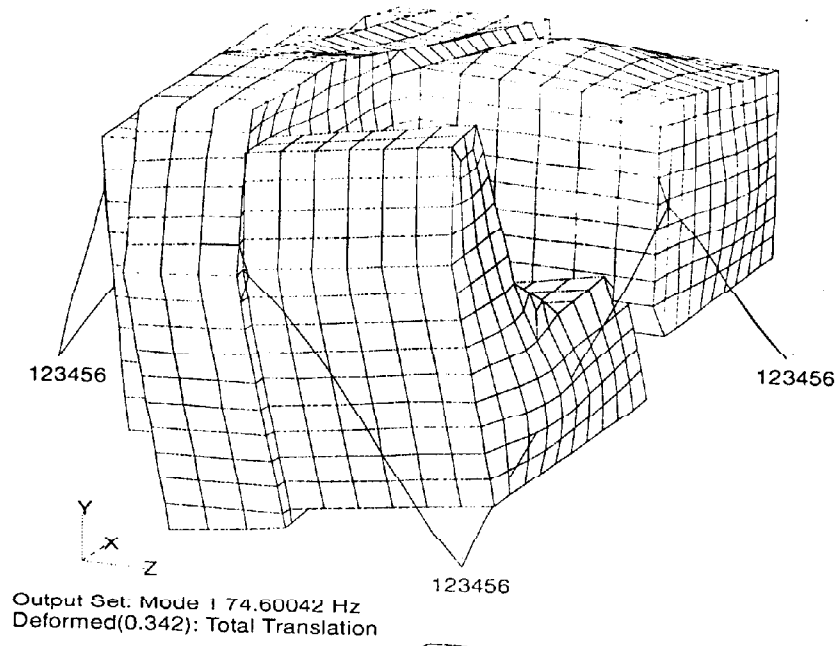 123456
123456
123456
Y
X
Z
Output Set: Mode 1 74.60042 Hz
Deformed(0.342): Total Translation